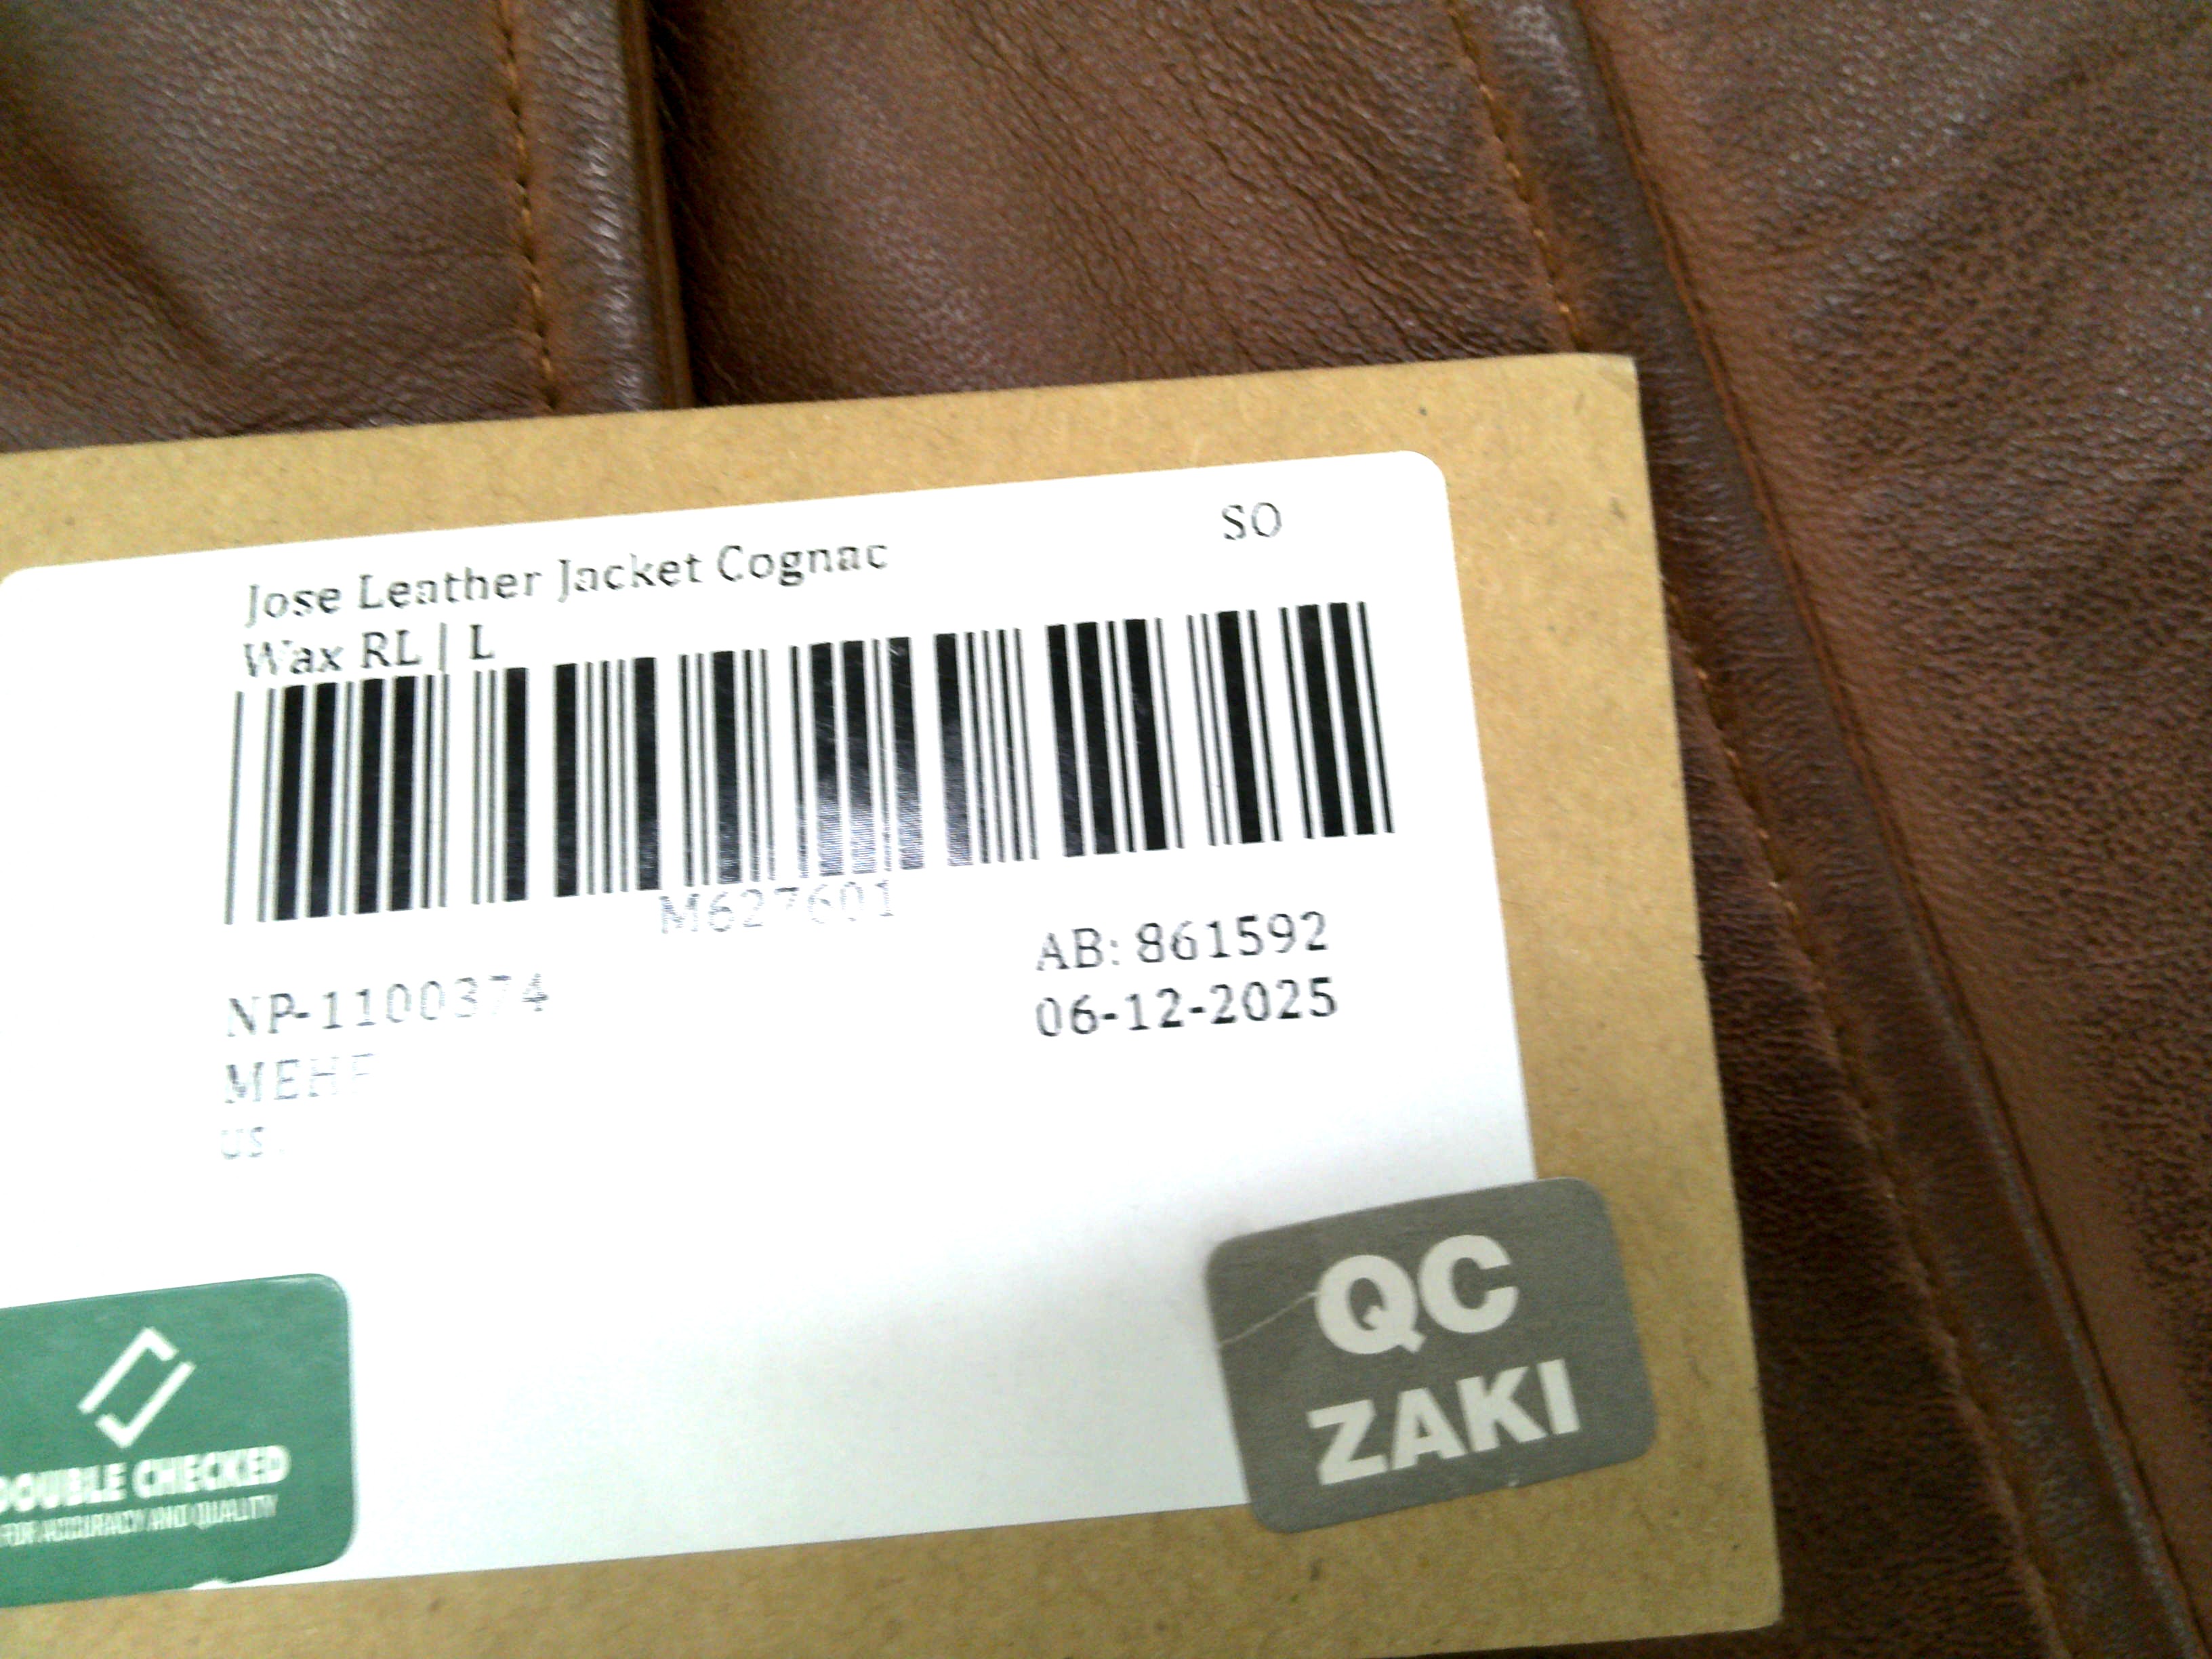 Jose Leather Jacket Cognac
Wax RL | L
SO
M627601
AB: 861592
NP-1100374
06-12-2025
MEHF
US
QC
ZAKI
DOUBLE CHECKED
FOR ACCURACY AND QUALITY